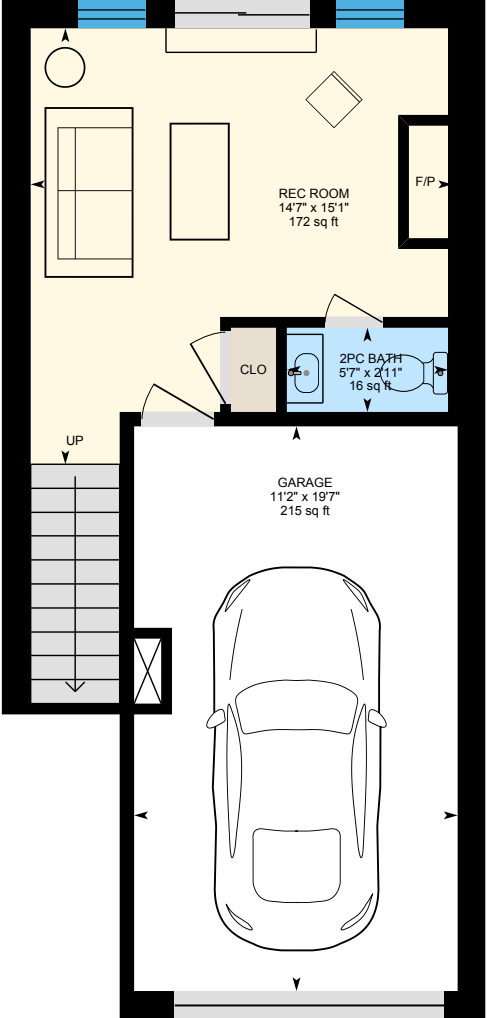 F/P
REC ROOM
14'7" x 15'1"
172 sq ft
CLO
2PC BATH
5'7" x 2'11"
16 sq ft
UP
GARAGE
11'2" x 19'7"
215 sq ft